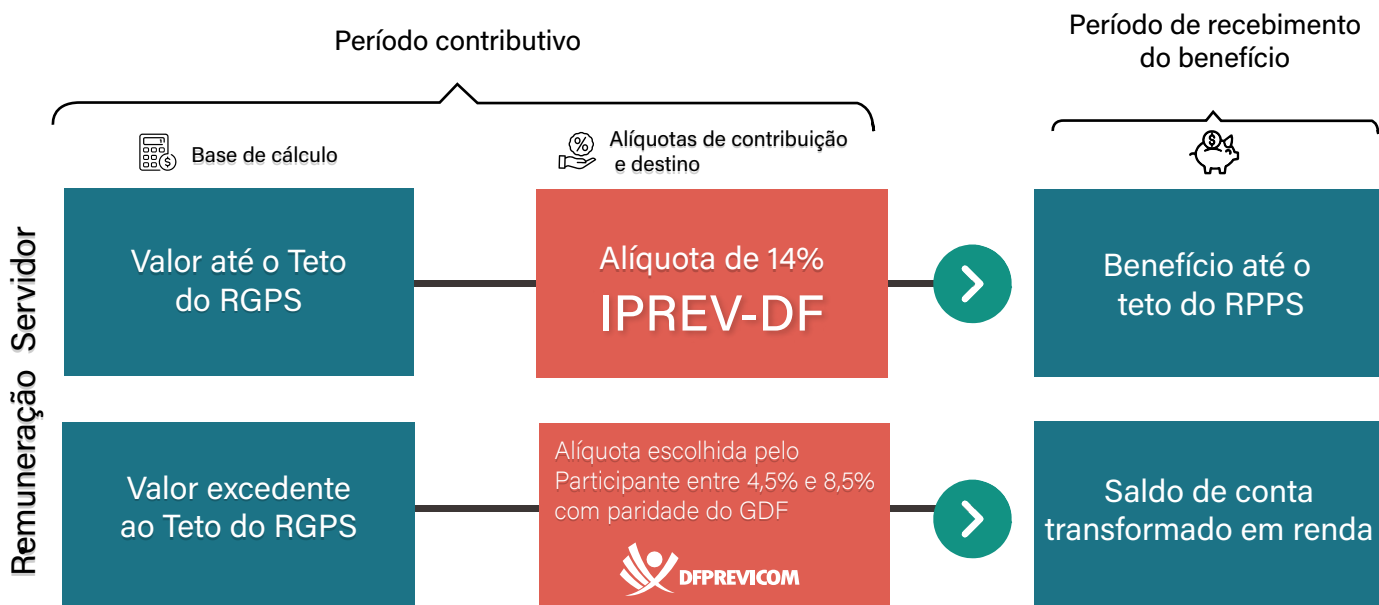 Período contributivo
Período de recebimento
do benefício
Base de cálculo
Alíquotas de contribuição
e destino
Remuneração Servidor
Valor até o Teto
do RGPS
Alíquota de 14%
IPREV-DF
Benefício até o
teto do RPPS
Valor excedente
ao Teto do RGPS
Alíquota escolhida pelo
Participante entre 4,5% e 8,5%
com paridade do GDF
DFPREVICOM
Saldo de conta
transformado em renda